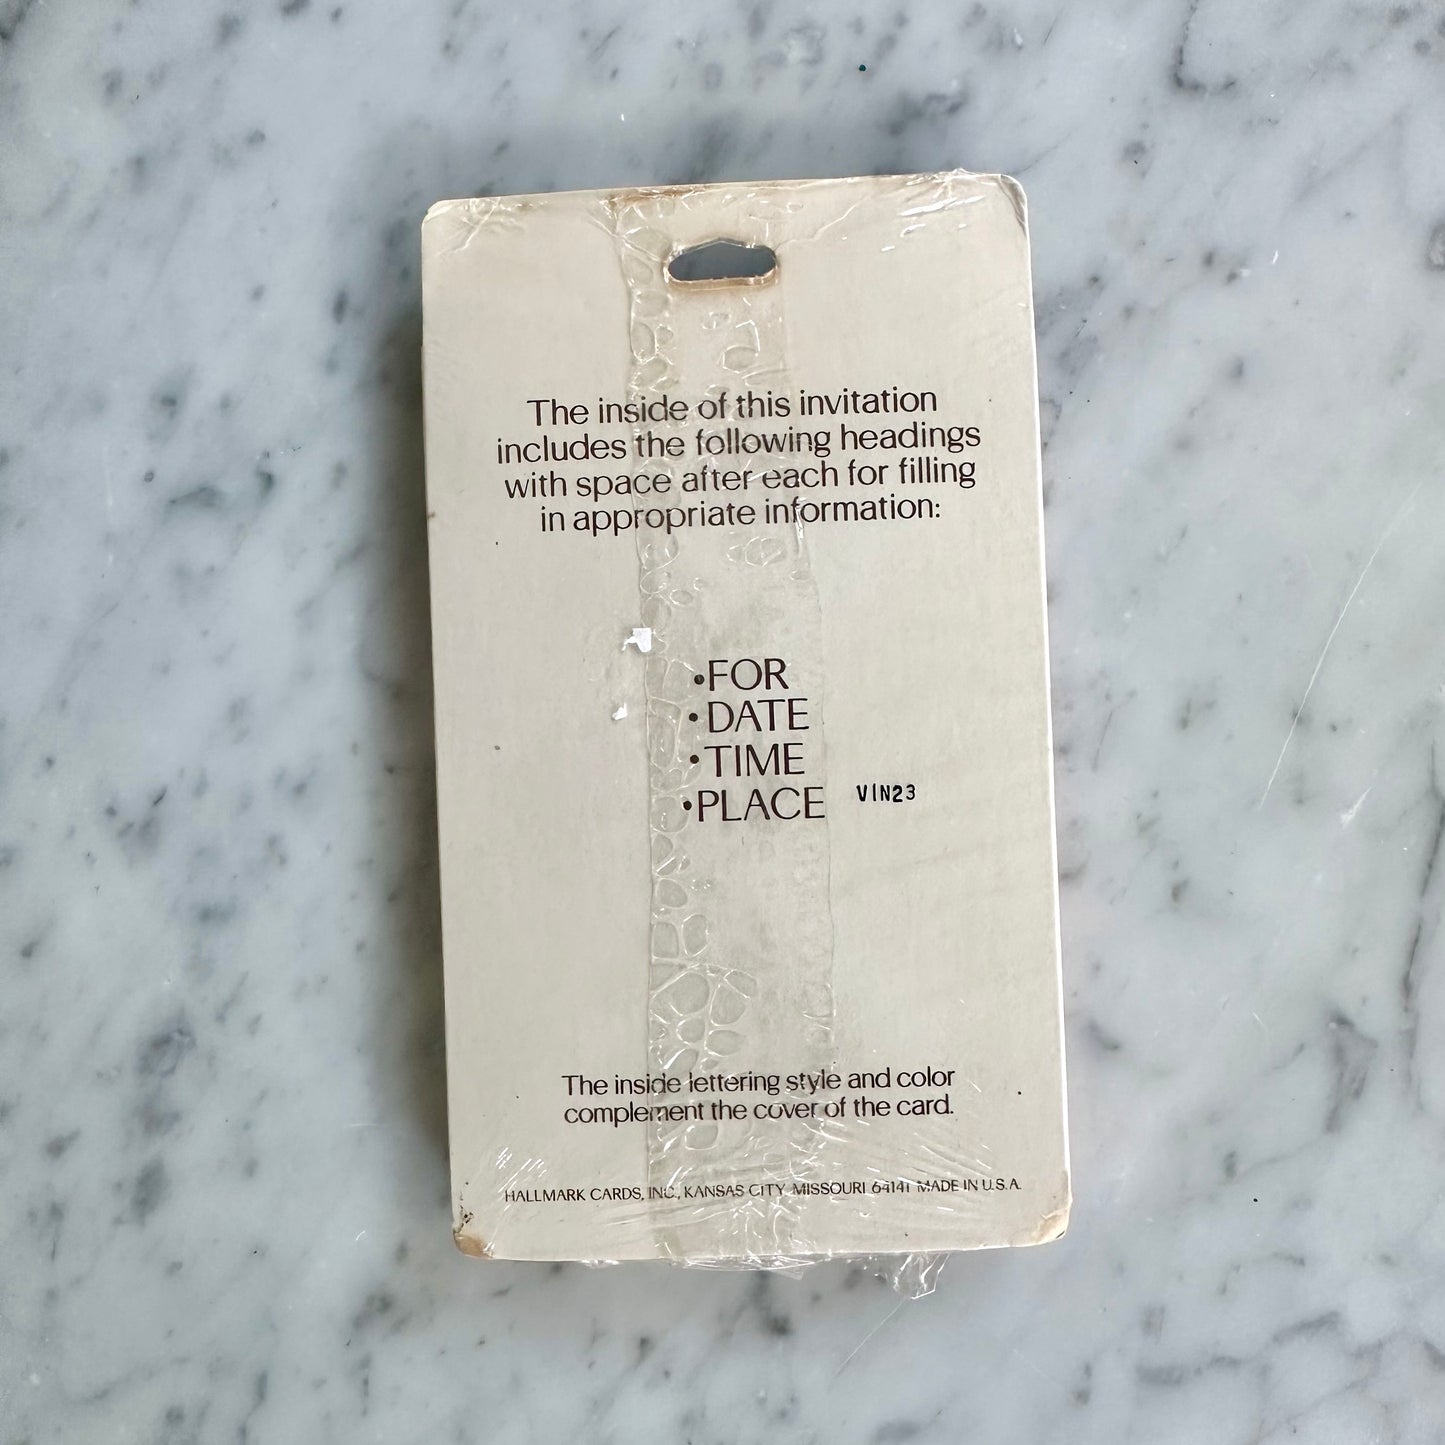 The inside of this invitation
includes the following headings
with space after each for filling
in appropriate information:
•FOR
•DATE
•TIME
•PLACE VIN23
The inside lettering style and color
complement the cover of the card.
HALLMARK CARDS, INC., KANSAS CITY MISSOURI 64141 MADE IN U.S.A.